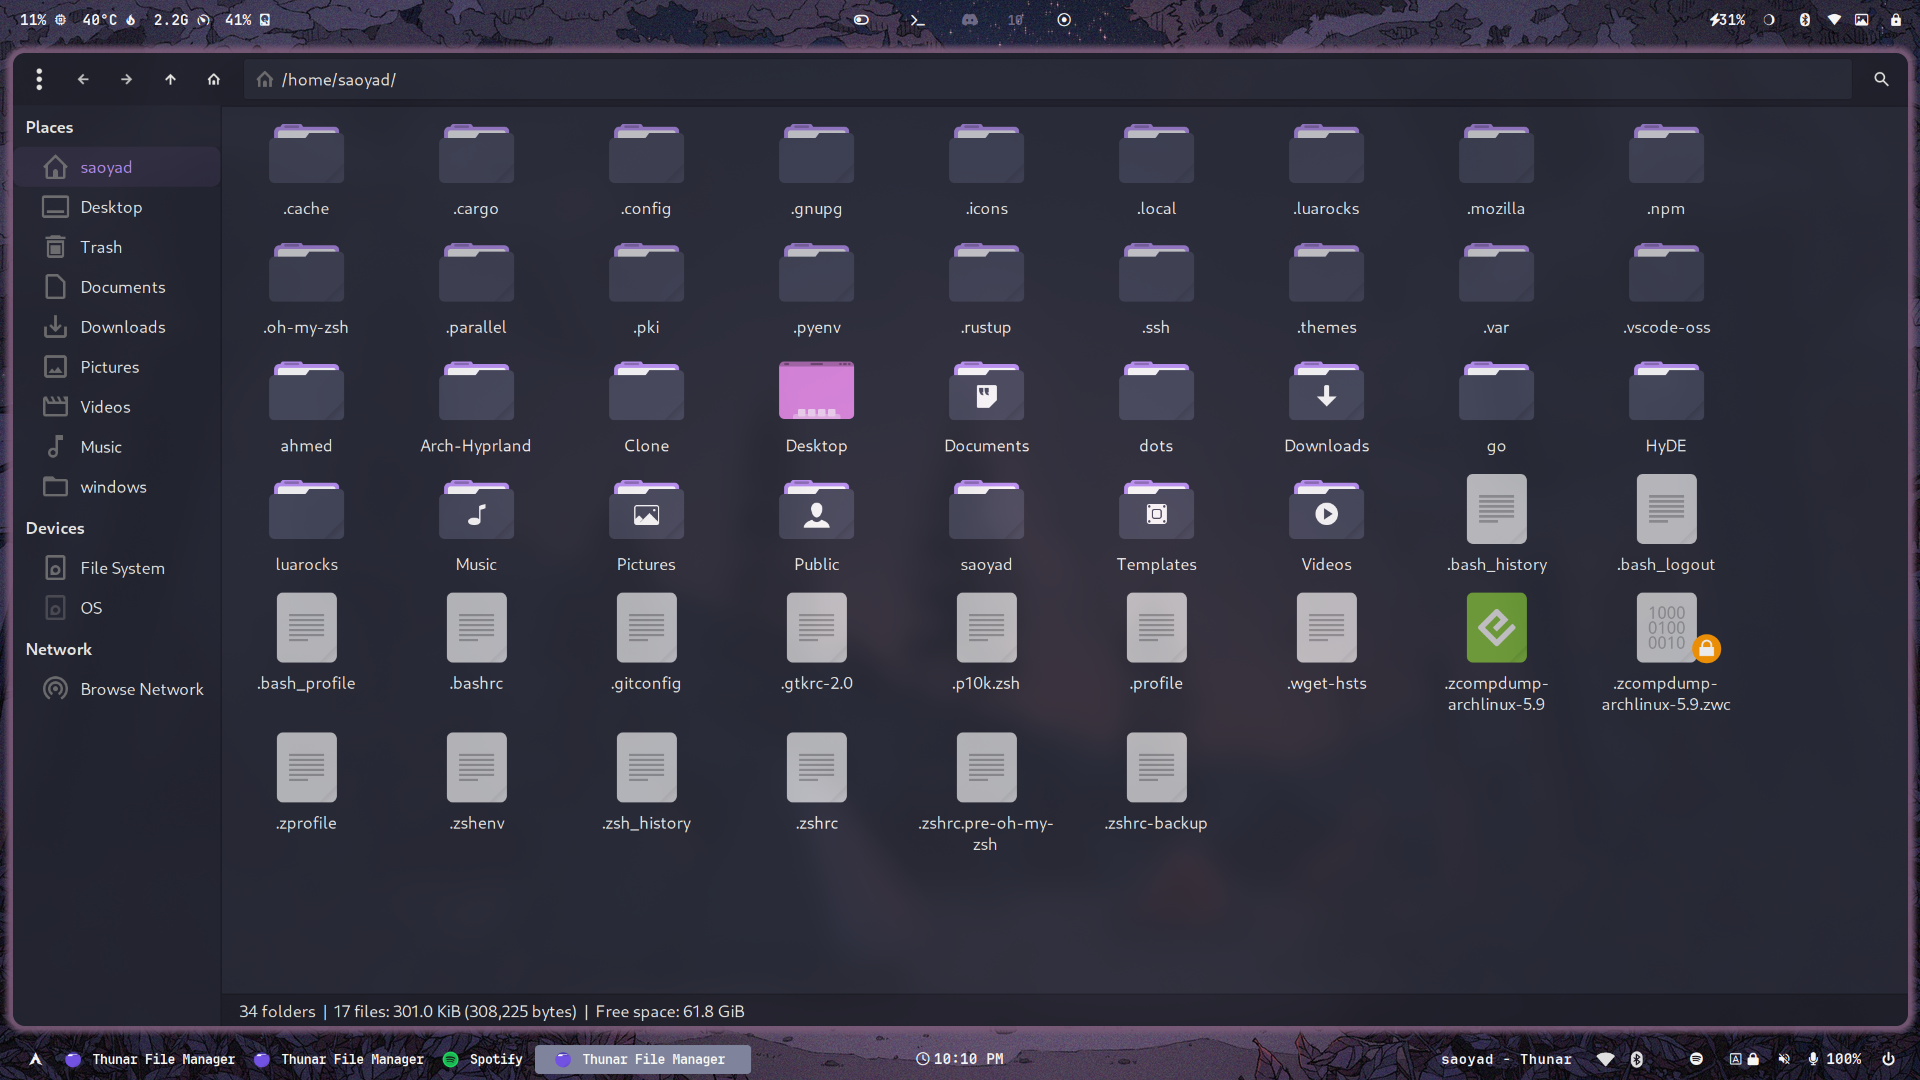 11% 40°C 2.2G 41%
10
31%
/home/saoyad/
Places
saoyad
Desktop
Trash
Documents
Downloads
Pictures
Videos
Music
windows
Devices
File System
OS
Network
Browse Network
.cache .cargo .config .gnupg .icons .local .luarocks .mozilla .npm
.oh-my-zsh .parallel .pki .pyenv .rustup .ssh .themes .var .vscode-oss
ahmed Arch-Hyprland Clone Desktop Documents dots Downloads go HyDE
luarocks Music Pictures Public saoyad Templates Videos .bash_history .bash_logout
1000
0100
0010
.bash_profile .bashrc .gitconfig .gtkrc-2.0 .p10k.zsh .profile .wget-hsts .zcompdump- .zcompdump-
archlinux-5.9 archlinux-5.9.zwc
.zprofile .zshenv .zsh_history .zshrc .zshrc.pre-oh-my- .zshrc-backup
zsh
34 folders | 17 files: 301.0 KiB (308,225 bytes) | Free space: 61.8 GiB
Thunar File Manager Thunar File Manager Spotify Thunar File Manager 10:10 PM saoyad - Thunar A 100%